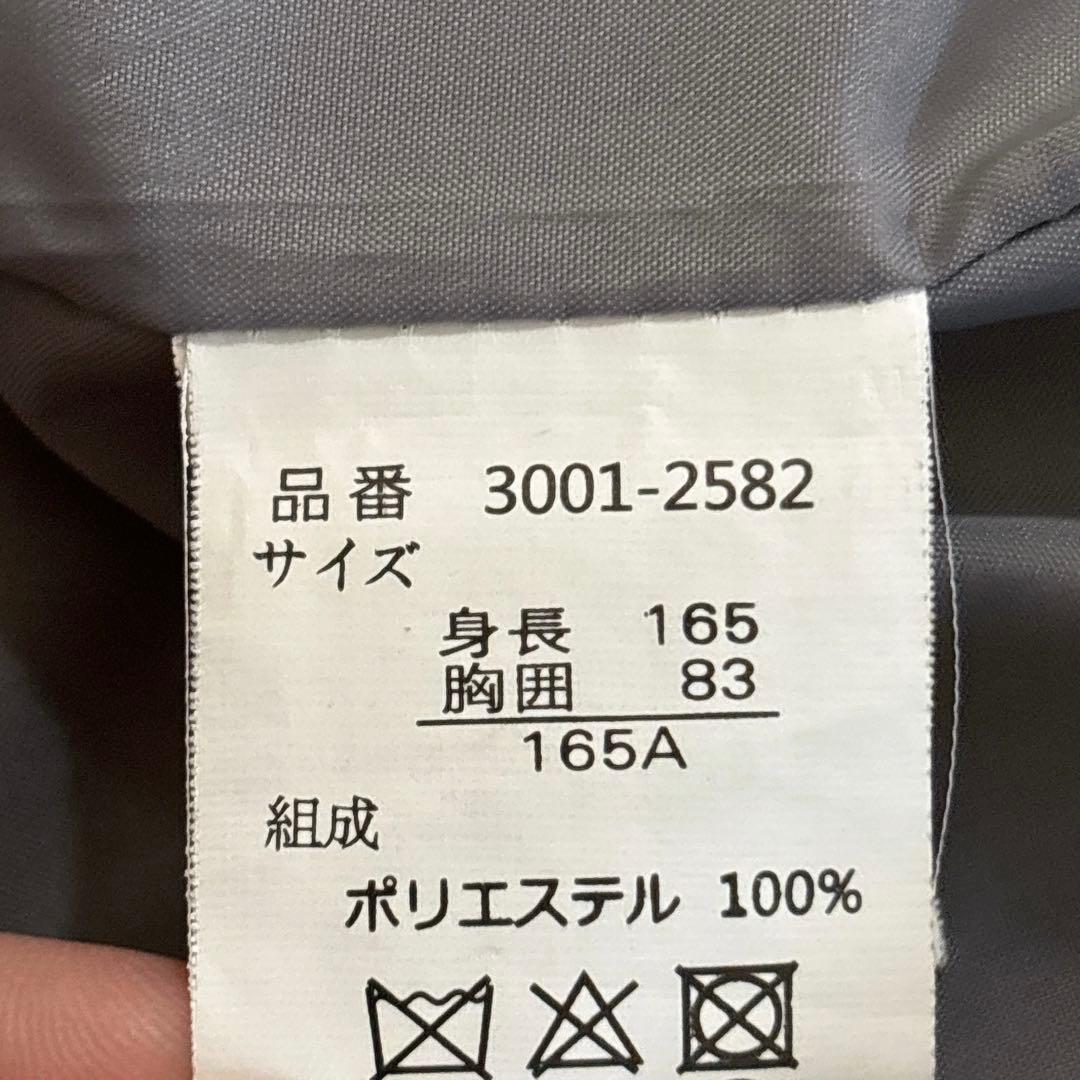 品番 3001-2582
サイズ
身長 165
胸囲 83
165A
組成
ポリエステル 100%